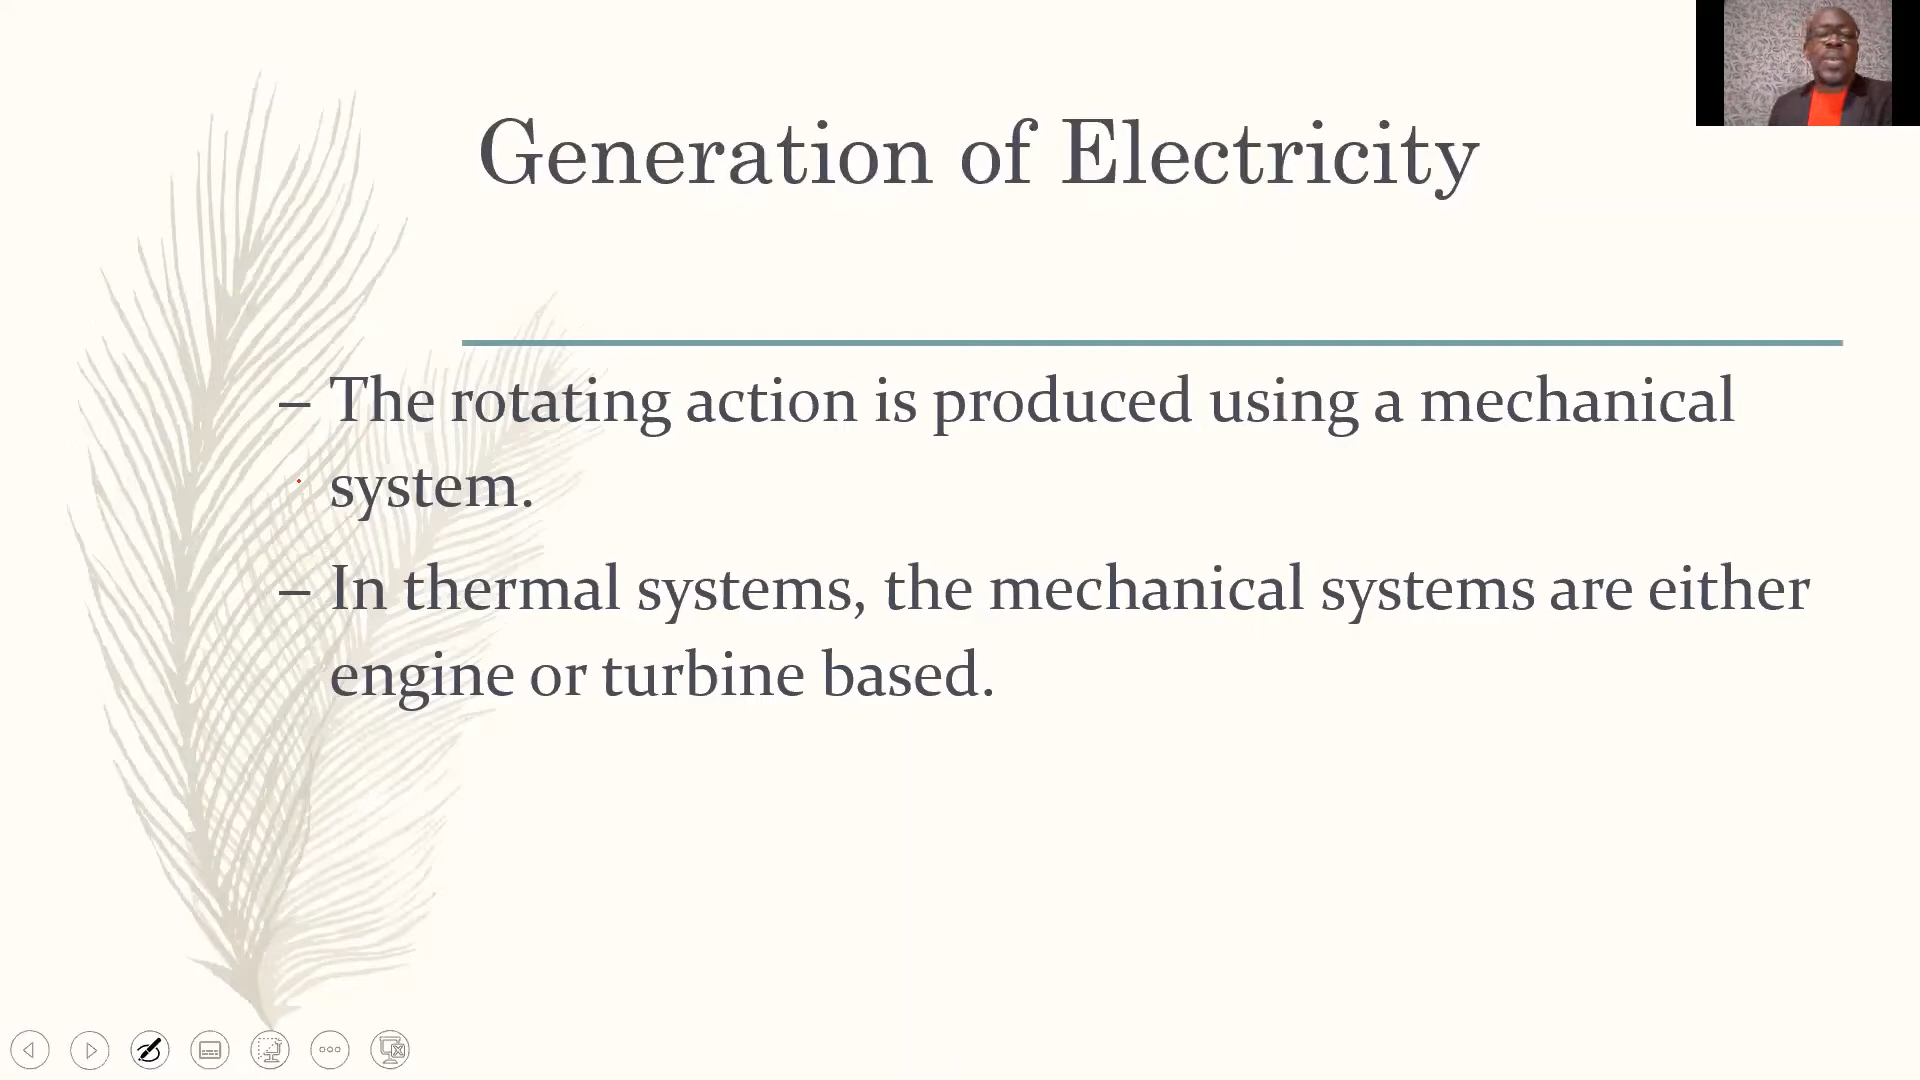 Generation of Electricity
– The rotating action is produced using a mechanical
system.
– In thermal systems, the mechanical systems are either
engine or turbine based.